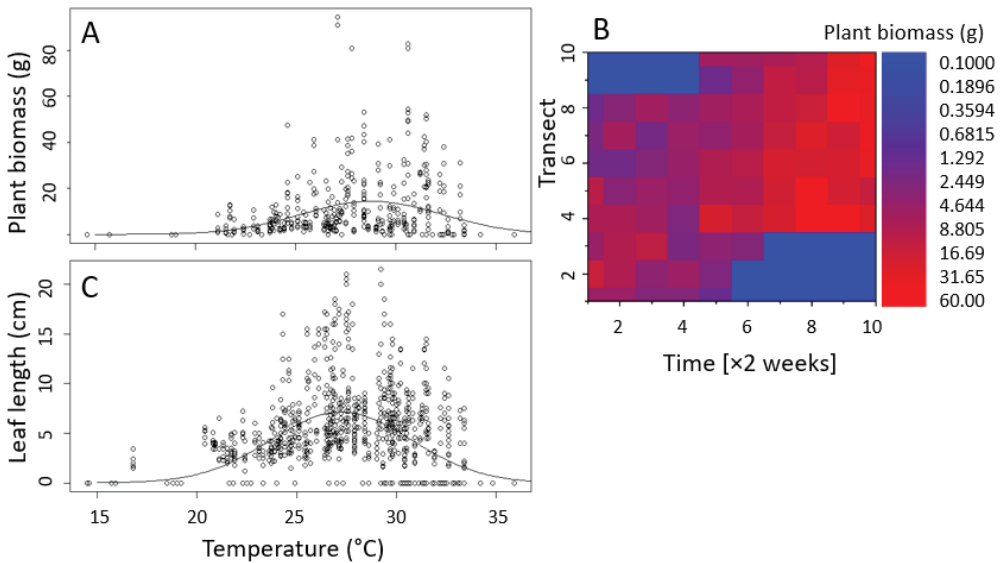 A
Plant biomass (g)
80
60
40
20
B
Plant biomass (g)
Transect
10
8
6
4
2
2 4 6 8 10
Time [×2 weeks]
0.1000
0.1896
0.3594
0.6815
1.292
2.449
4.644
8.805
16.69
31.65
60.00
C
Leaf length (cm)
20
15
10
5
0
15 20 25 30 35
Temperature (°C)